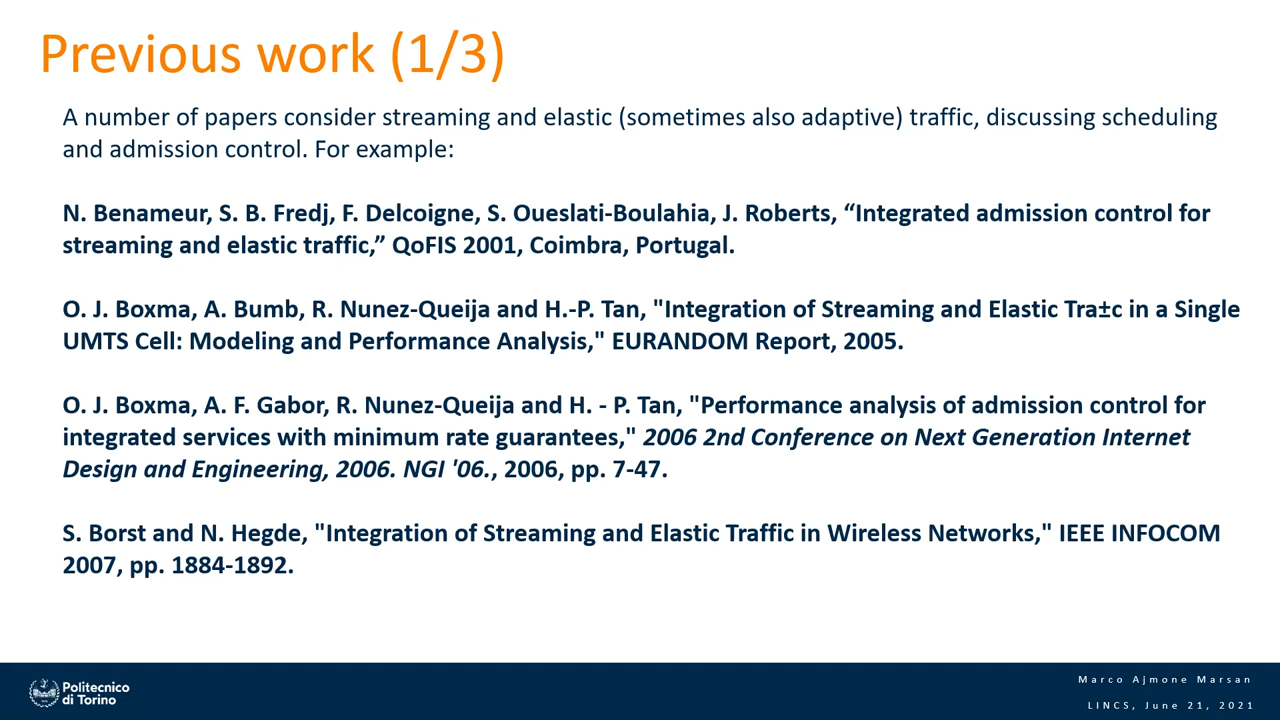 Previous work (1/3)
A number of papers consider streaming and elastic (sometimes also adaptive) traffic, discussing scheduling
and admission control. For example:
N. Benameur, S. B. Fredj, F. Delcoigne, S. Oueslati-Boulahia, J. Roberts, “Integrated admission control for
streaming and elastic traffic,” QoFIS 2001, Coimbra, Portugal.
O. J. Boxma, A. Bumb, R. Nunez-Queija and H.-P. Tan, "Integration of Streaming and Elastic Tra±c in a Single
UMTS Cell: Modeling and Performance Analysis," EURANDOM Report, 2005.
O. J. Boxma, A. F. Gabor, R. Nunez-Queija and H. - P. Tan, "Performance analysis of admission control for
integrated services with minimum rate guarantees," 2006 2nd Conference on Next Generation Internet
Design and Engineering, 2006. NGI '06., 2006, pp. 7-47.
S. Borst and N. Hegde, "Integration of Streaming and Elastic Traffic in Wireless Networks," IEEE INFOCOM
2007, pp. 1884-1892.
Politecnico
di Torino
Marco Ajmone Marsan
LINCS, June 21, 2021